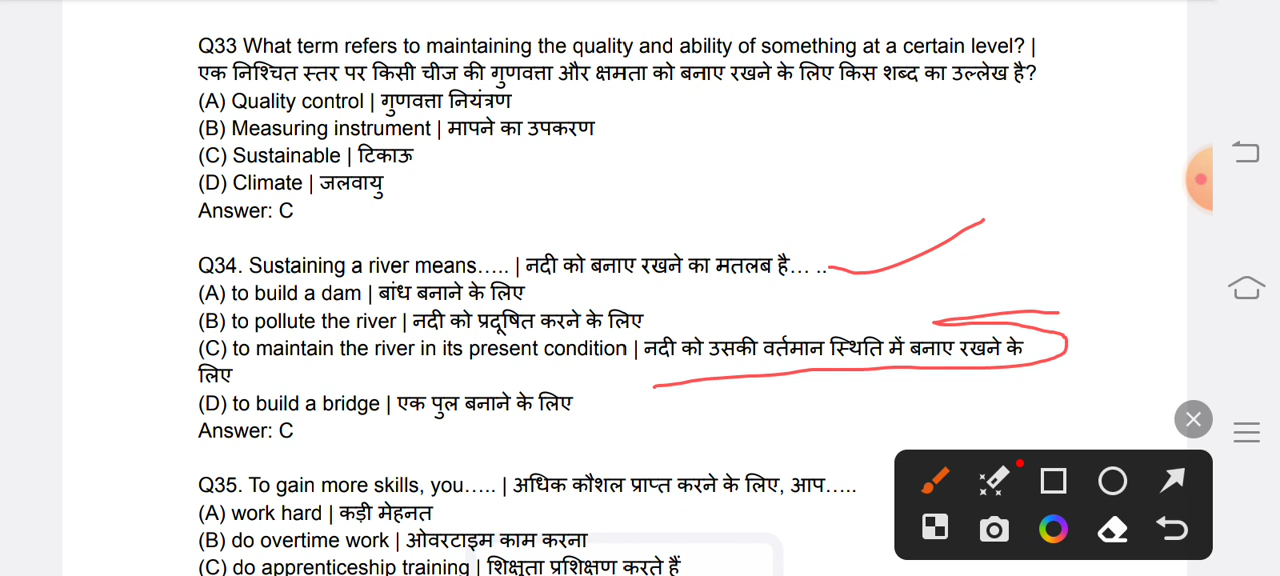 Q33 What term refers to maintaining the quality and ability of something at a certain level? |
एक निश्चित स्तर पर किसी चीज की गुणवत्ता और क्षमता को बनाए रखने के लिए किस शब्द का उल्लेख है?
(A) Quality control | गुणवत्ता नियंत्रण
(B) Measuring instrument | मापने का उपकरण
(C) Sustainable | टिकाऊ
(D) Climate | जलवायु
Answer: C
Q34. Sustaining a river means..... | नदी को बनाए रखने का मतलब है... ..
(A) to build a dam | बांध बनाने के लिए
(B) to pollute the river | नदी को प्रदूषित करने के लिए
(C) to maintain the river in its present condition | नदी को उसकी वर्तमान स्थिति में बनाए रखने के
लिए
(D) to build a bridge | एक पुल बनाने के लिए
Answer: C
Q35. To gain more skills, you..... | अधिक कौशल प्राप्त करने के लिए, आप.....
(A) work hard | कड़ी मेहनत
(B) do overtime work | ओवरटाइम काम करना
(C) do apprenticeship training | शिक्षुता प्रशिक्षण करते हैं